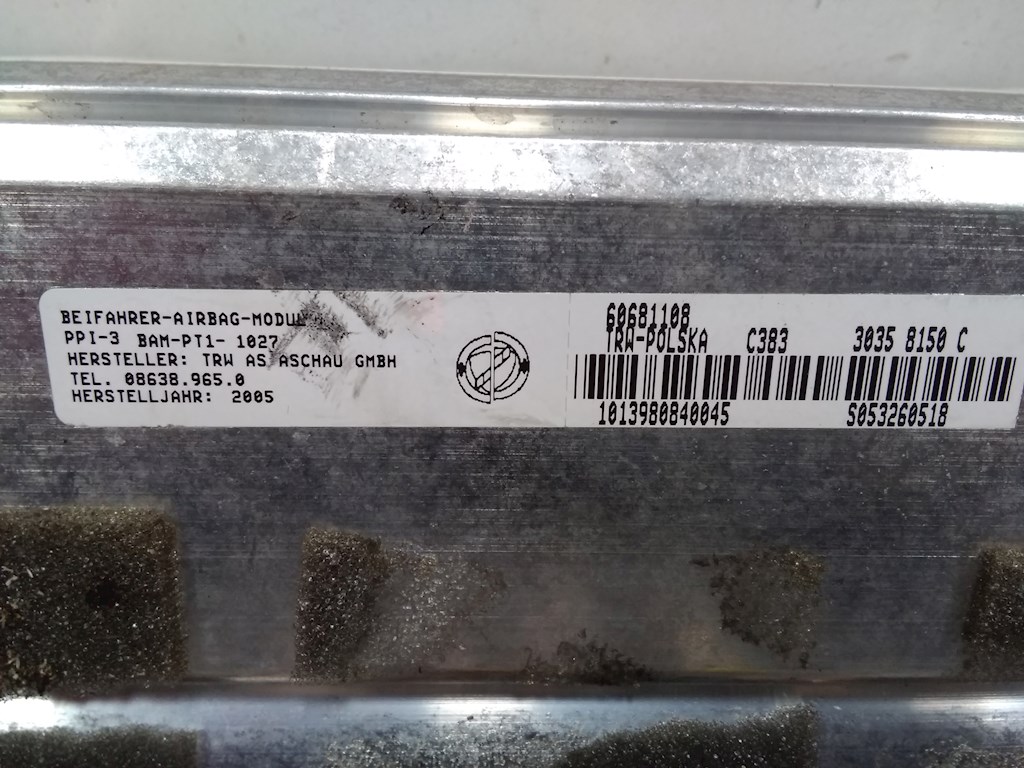 BEIFAHRER-AIRBAG-MODUL
PPI-3 BAM-PT1- 1027
HERSTELLER: TRW AS ASCHAU GMBH
TEL. 08638.965.0
HERSTELLJAHR: 2005
60681108
TRW-POLSKA C383 3035 8150 C
1013980840045 S053260518